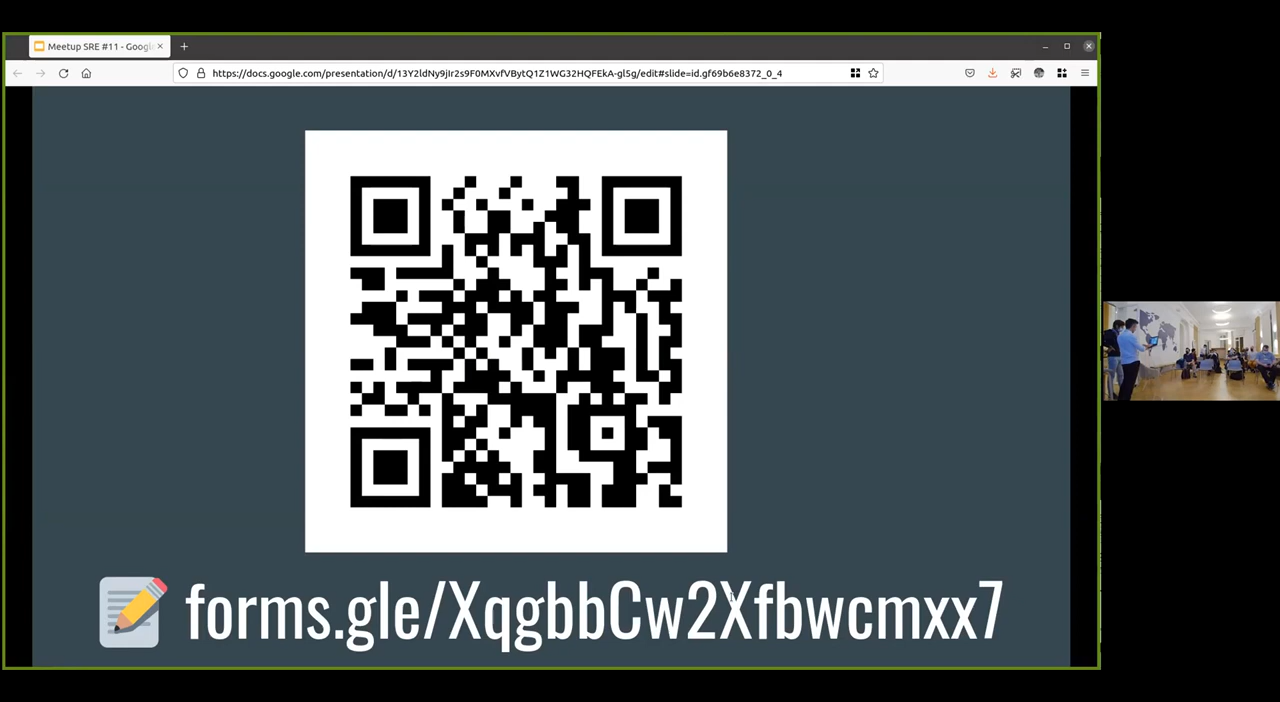 Meetup SRE #11 - Googl
https://docs.google.com/presentation/d/13Y2ldNy9jIr2s9F0MXvfVBytQ1Z1WG32HQFEkA-gl5g/edit#slide=id.gf69b6e8372_0_4
forms.gle/XqgbbCw2Xfbwcmxx7